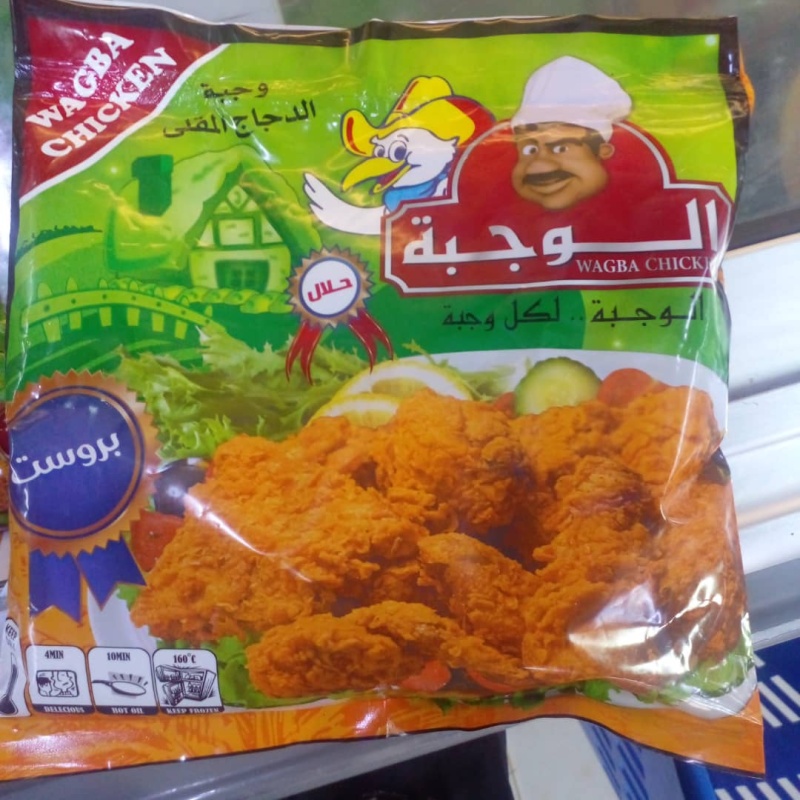 WAGBA
CHICKEN
وجبة
الدجاج المقلى
الوجبة
WAGBA CHICK
الوجبة .. لكل وجبة
حلال
بروست
4MIN
10MIN
160°C
DELECIOUS
HOT OIL
KEEP FROZEN